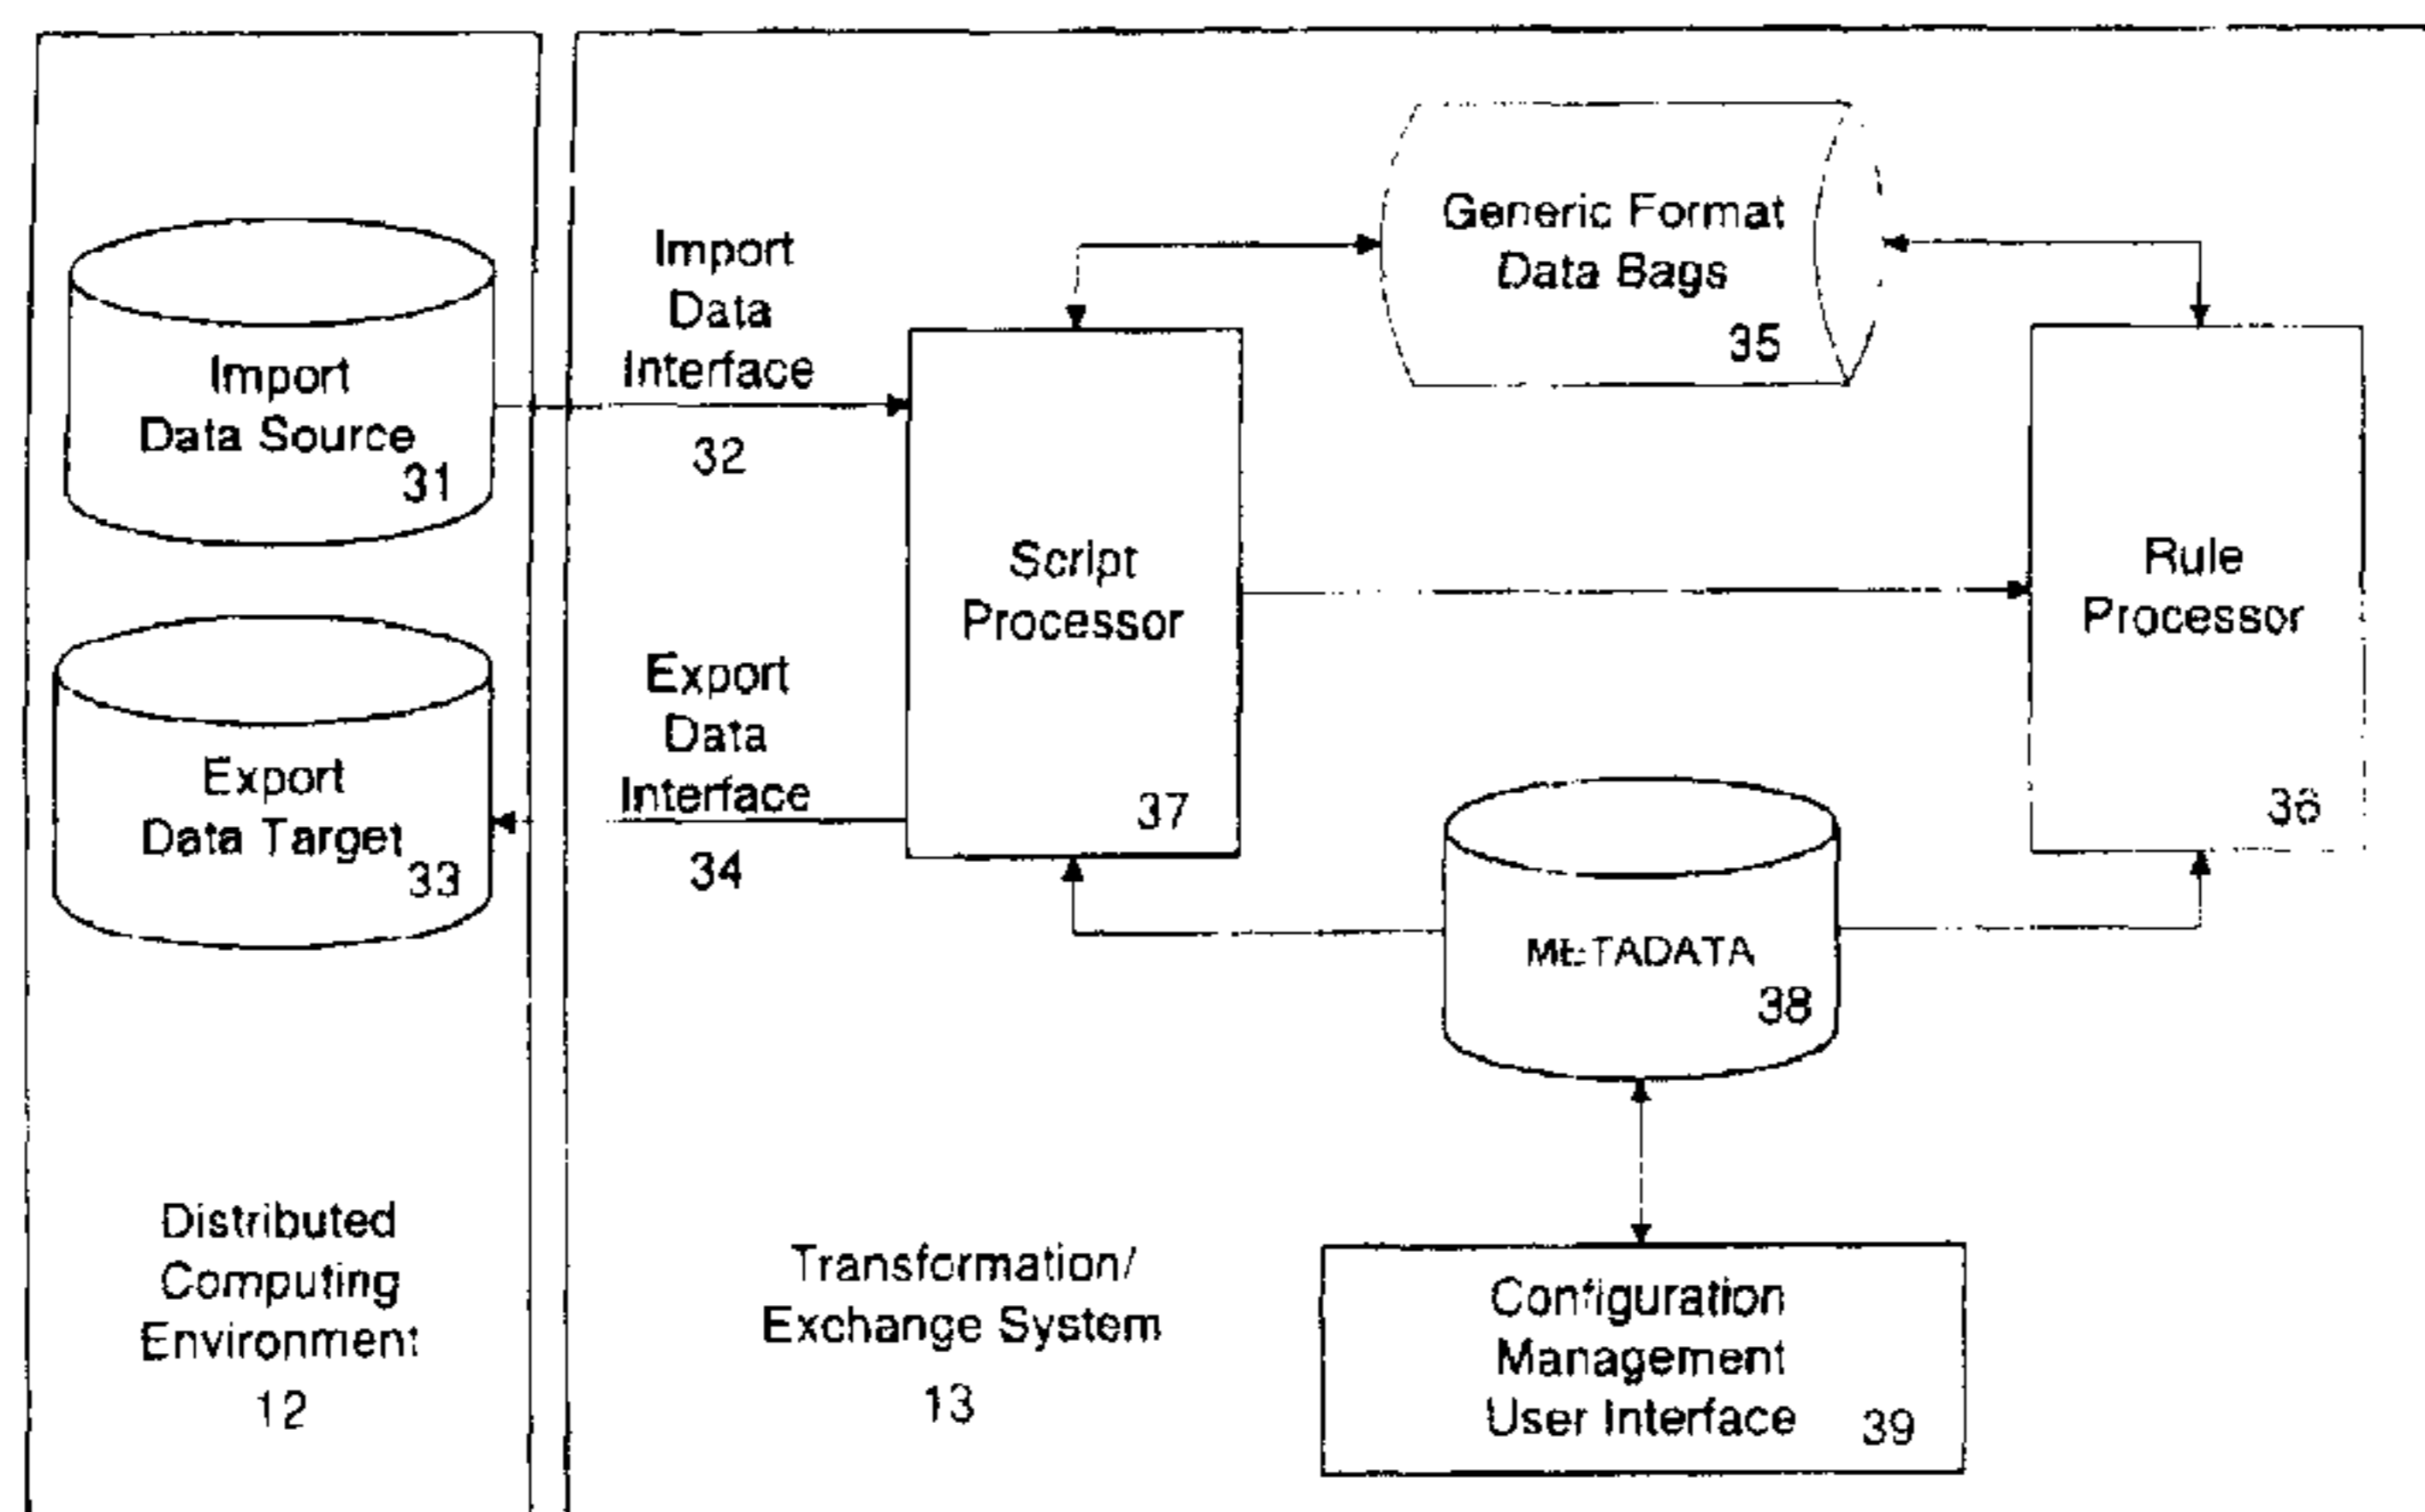 Import
Data Source
31
Export
Data Target
33
Distributed
Computing
Environment
12
Import
Data
Interface
32
Export
Data
Interface
34
Script
Processor
37
Generic Format
Data Bags
35
Rule
Processor
36
METADATA
38
Transformation/
Exchange System
13
Configuration
Management
User Interface
39